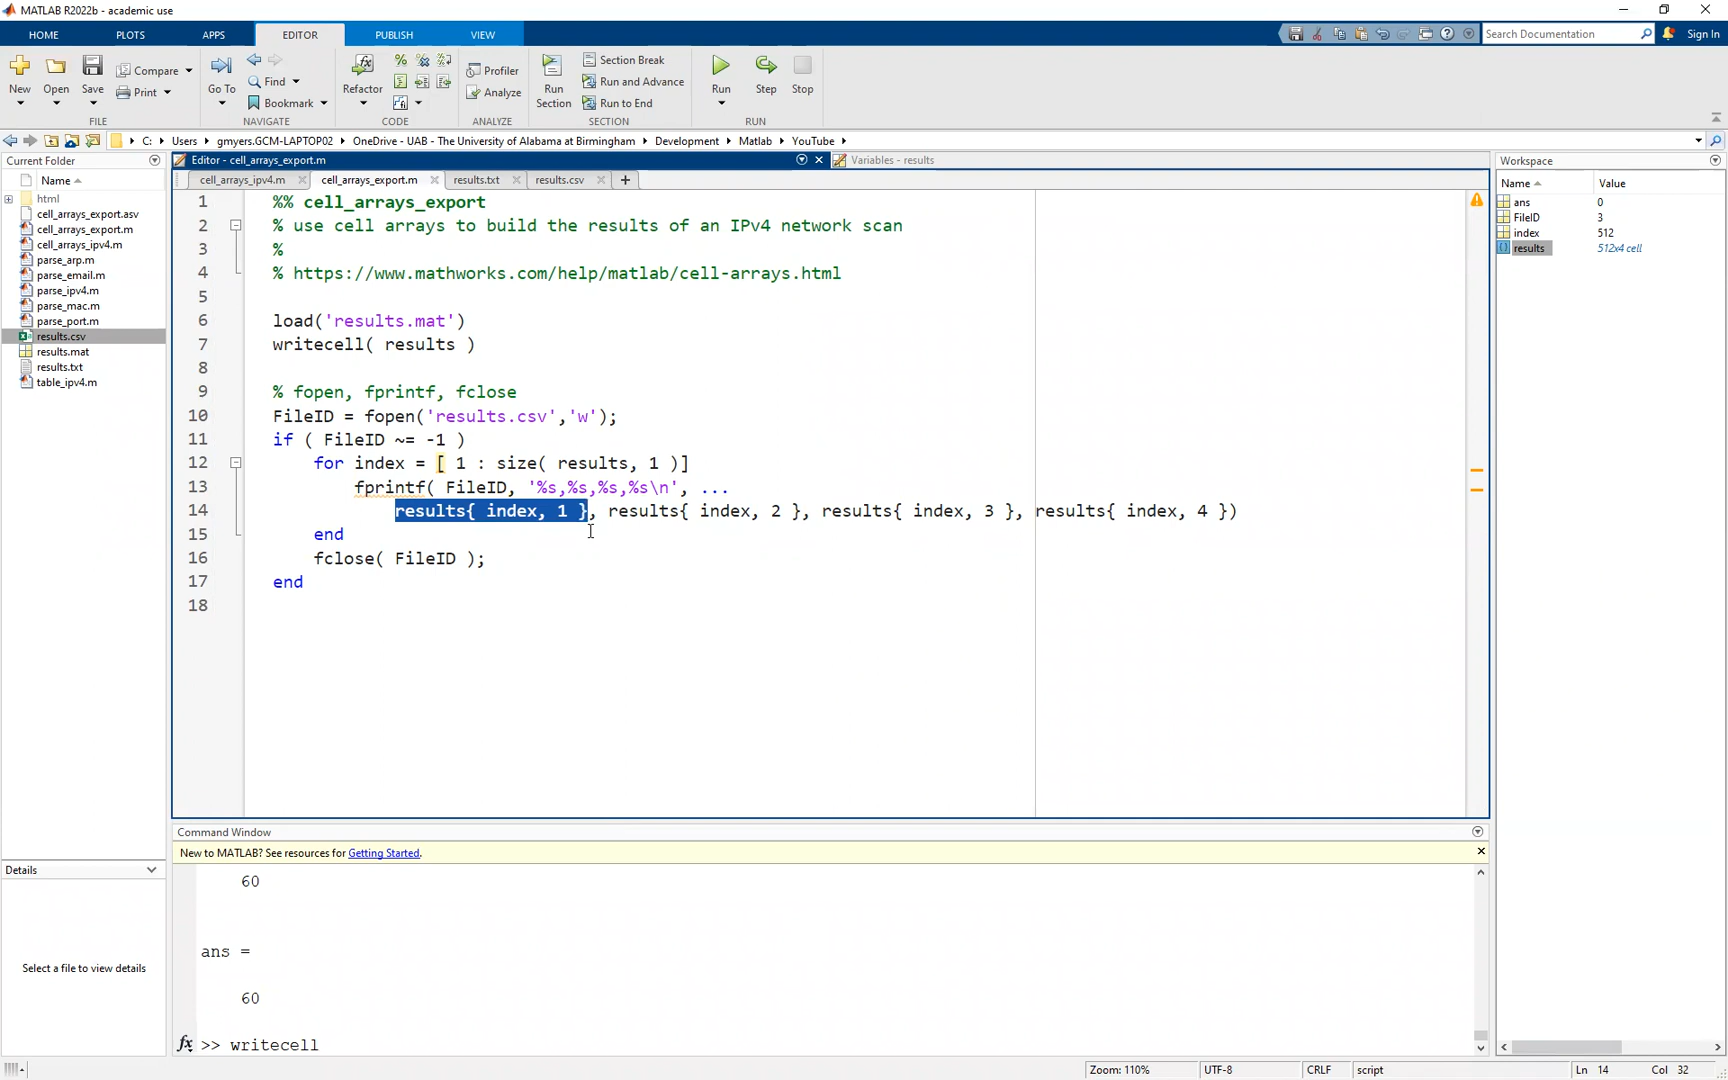 MATLAB R2022b - academic use
HOME PLOTS APPS EDITOR PUBLISH VIEW
Search Documentation
Sign In
New Open Save Compare Print
FILE
Go To Find Bookmark
NAVIGATE
Refactor
CODE
Profiler Analyze
ANALYZE
Run Section Section Break Run and Advance Run to End
SECTION
Run Step Stop
RUN
C: Users gmyers.GCM-LAPTOP02 OneDrive - UAB - The University of Alabama at Birmingham Development Matlab YouTube
Current Folder
Name
html
cell_arrays_export.asv
cell_arrays_export.m
cell_arrays_ipv4.m
parse_arp.m
parse_email.m
parse_ipv4.m
parse_mac.m
parse_port.m
results.csv
results.mat
results.txt
table_ipv4.m
Details
Select a file to view details
Editor - cell_arrays_export.m
Variables - results
cell_arrays_ipv4.m cell_arrays_export.m results.txt results.csv
1 %% cell_arrays_export
2 % use cell arrays to build the results of an IPv4 network scan
3 %
4 % https://www.mathworks.com/help/matlab/cell-arrays.html
5
6 load('results.mat')
7 writecell( results )
8
9 % fopen, fprintf, fclose
10 FileID = fopen('results.csv','w');
11 if ( FileID ~= -1 )
12 for index = [ 1 : size( results, 1 )]
13 fprintf( FileID, '%s,%s,%s,%s\n', ...
14 results{ index, 1 }, results{ index, 2 }, results{ index, 3 }, results{ index, 4 })
15 end
16 fclose( FileID );
17 end
18
Command Window
New to MATLAB? See resources for Getting Started.
60
ans =
60
fx >> writecell
Workspace
Name Value
ans 0
FileID 3
index 512
results 512x4 cell
Zoom: 110% UTF-8 CRLF script Ln 14 Col 32